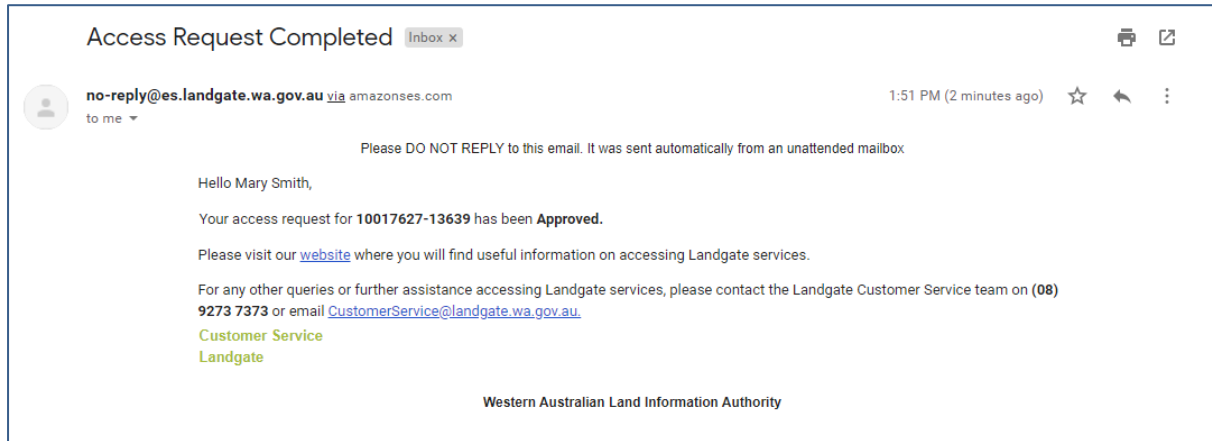 Access Request Completed Inbox x
no-reply@es.landgate.wa.gov.au via amazonses.com 1:51 PM (2 minutes ago)
to me
Please DO NOT REPLY to this email. It was sent automatically from an unattended mailbox
Hello Mary Smith,
Your access request for 10017627-13639 has been Approved.
Please visit our website where you will find useful information on accessing Landgate services.
For any other queries or further assistance accessing Landgate services, please contact the Landgate Customer Service team on (08)
9273 7373 or email CustomerService@landgate.wa.gov.au.
Customer Service
Landgate
Western Australian Land Information Authority